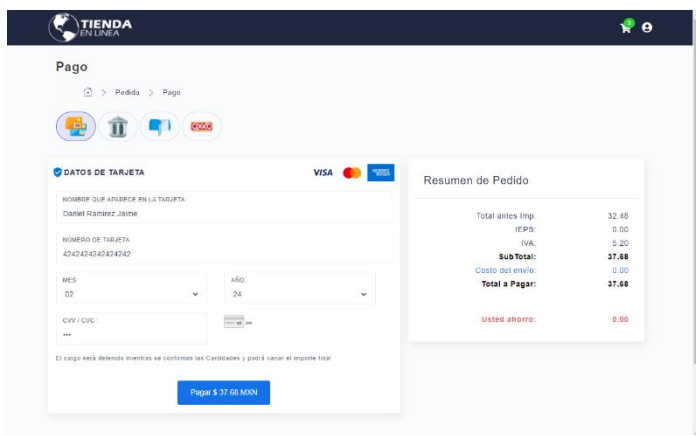 TIENDA
EN LINEA
3
Pago
> Pedido > Pago
OXXO
DATOS DE TARJETA
VISA
NOMBRE QUE APARECE EN LA TARJETA:
Daniel Ramirez Jaime
NÚMERO DE TARJETA:
4242424242424242
MES:
02
AÑO:
24
CVV / CVC:
•••
El cargo será detenido mientras se confirman las Cantidades y podrá variar el importe final
Pagar $ 37.68 MXN
Resumen de Pedido
Total antes Imp. 32.48
IEPS: 0.00
IVA: 5.20
SubTotal: 37.68
Costo del envío: 0.00
Total a Pagar: 37.68
Usted ahorro: 0.00